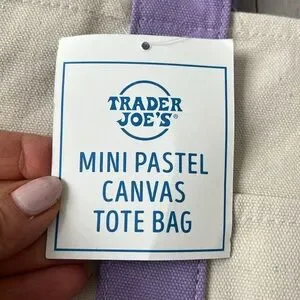 TRADER
JOE'S®
MINI PASTEL
CANVAS
TOTE BAG